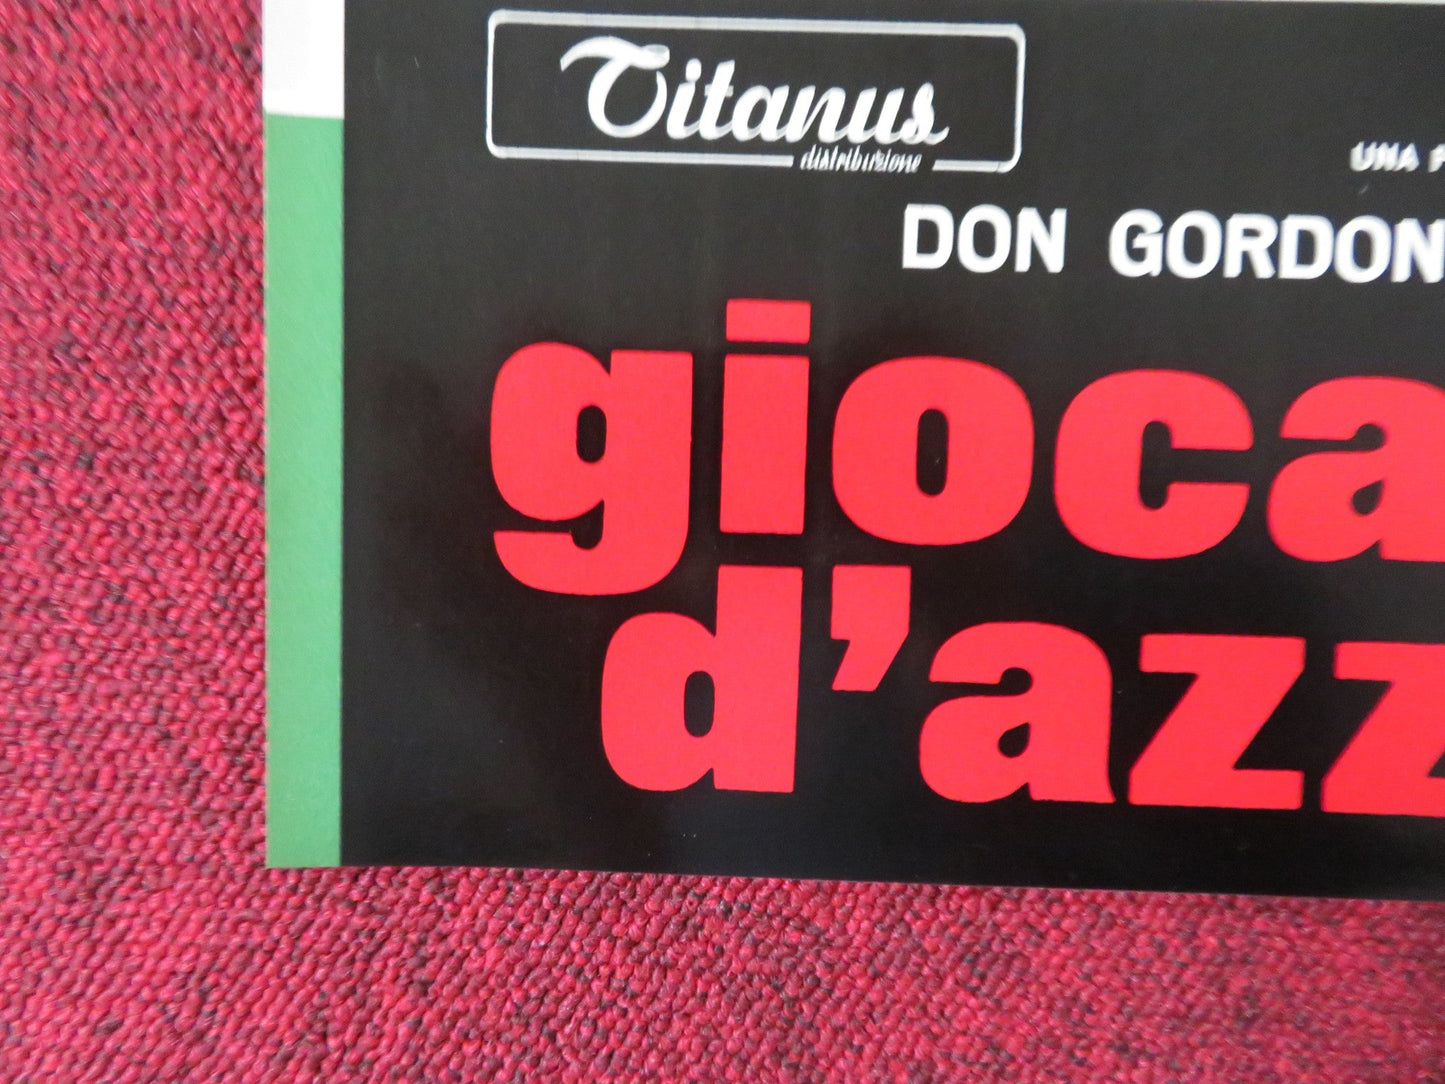 Titanus
distribuzione
UNA
DON GORDON
gioca
d'azz